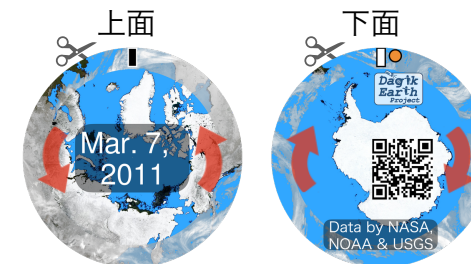 上面
下面
Mar. 7,
2011
Dagik
Earth
Project
Data by NASA,
NOAA & USGS